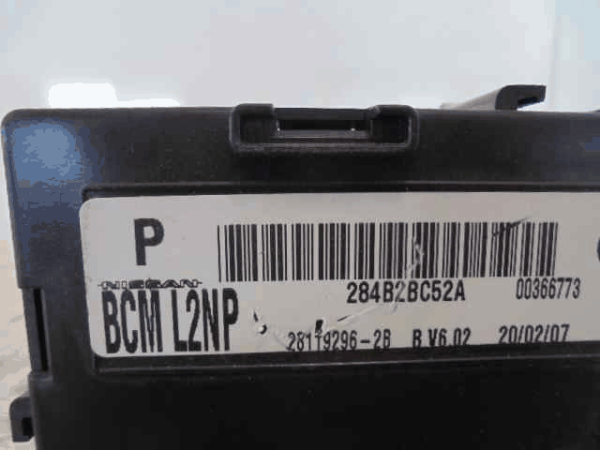 P
NISSAN
284B2BC52A 00366773
BCM L2NP
28119296-2B B.V6.02 20/02/07